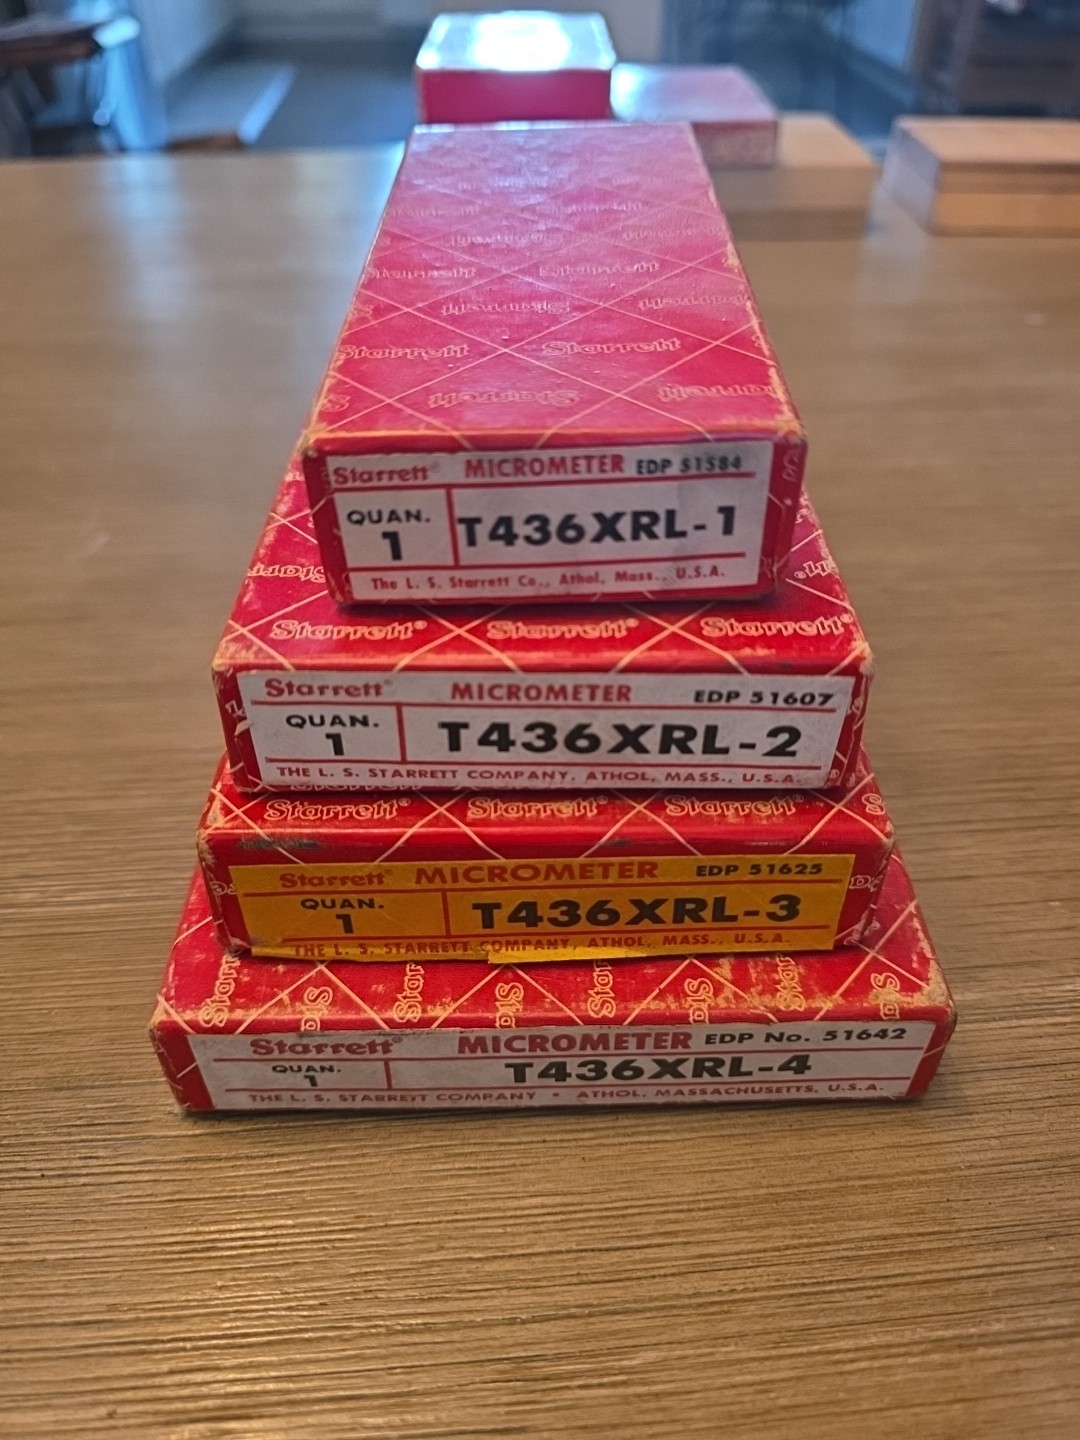 Starrett Starrett
Starrett Starrett
Starrett
Starrett® MICROMETER EDP 51584
QUAN. T436XRL-1
1
The L. S. Starrett Co., Athol, Mass., U.S.A.
Starrett® Starrett® Starrett®
Starrett® MICROMETER EDP 51607
QUAN. T436XRL-2
1
THE L. S. STARRETT COMPANY, ATHOL, MASS., U.S.A.
Starrett® Starrett® Starrett®
Starrett® MICROMETER EDP 51625
QUAN. T436XRL-3
1
THE L. S. STARRETT COMPANY, ATHOL, MASS., U.S.A.
Starrett® MICROMETER EDP No. 51642
QUAN. T436XRL-4
1
THE L. S. STARRETT COMPANY • ATHOL, MASSACHUSETTS, U.S.A.